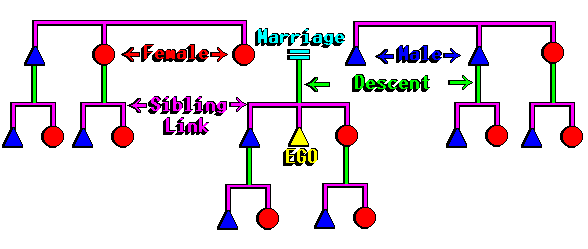 Marriage
Female
Male
Descent
Sibling
Link
EGO